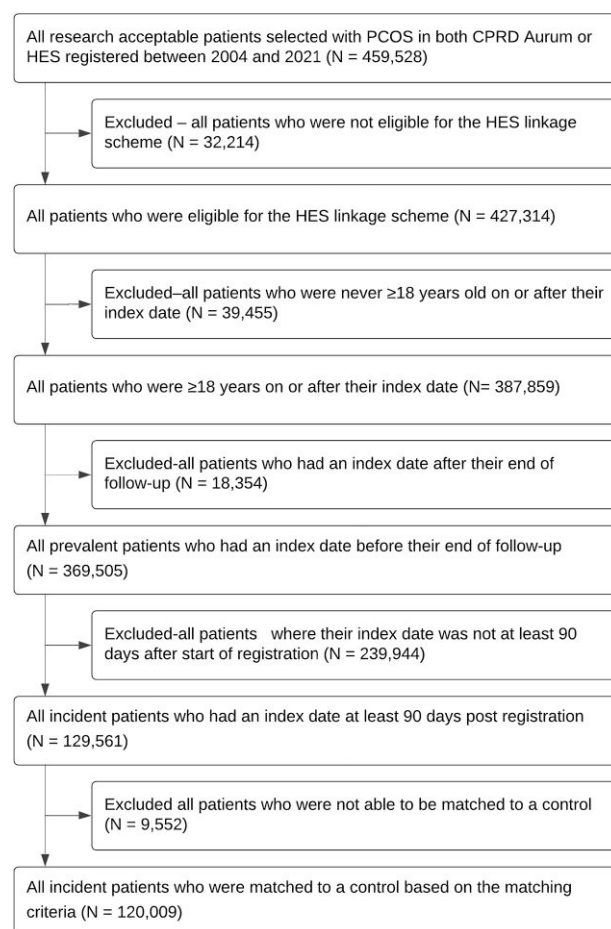 All research acceptable patients selected with PCOS in both CPRD Aurum or
HES registered between 2004 and 2021 (N = 459,528)
Excluded – all patients who were not eligible for the HES linkage
scheme (N = 32,214)
All patients who were eligible for the HES linkage scheme (N = 427,314)
Excluded–all patients who were never ≥18 years old on or after their
index date (N = 39,455)
All patients who were ≥18 years on or after their index date (N= 387,859)
Excluded-all patients who had an index date after their end of
follow-up (N = 18,354)
All prevalent patients who had an index date before their end of follow-up
(N = 369,505)
Excluded-all patients where their index date was not at least 90
days after start of registration (N = 239,944)
All incident patients who had an index date at least 90 days post registration
(N = 129,561)
Excluded all patients who were not able to be matched to a control
(N = 9,552)
All incident patients who were matched to a control based on the matching
criteria (N = 120,009)